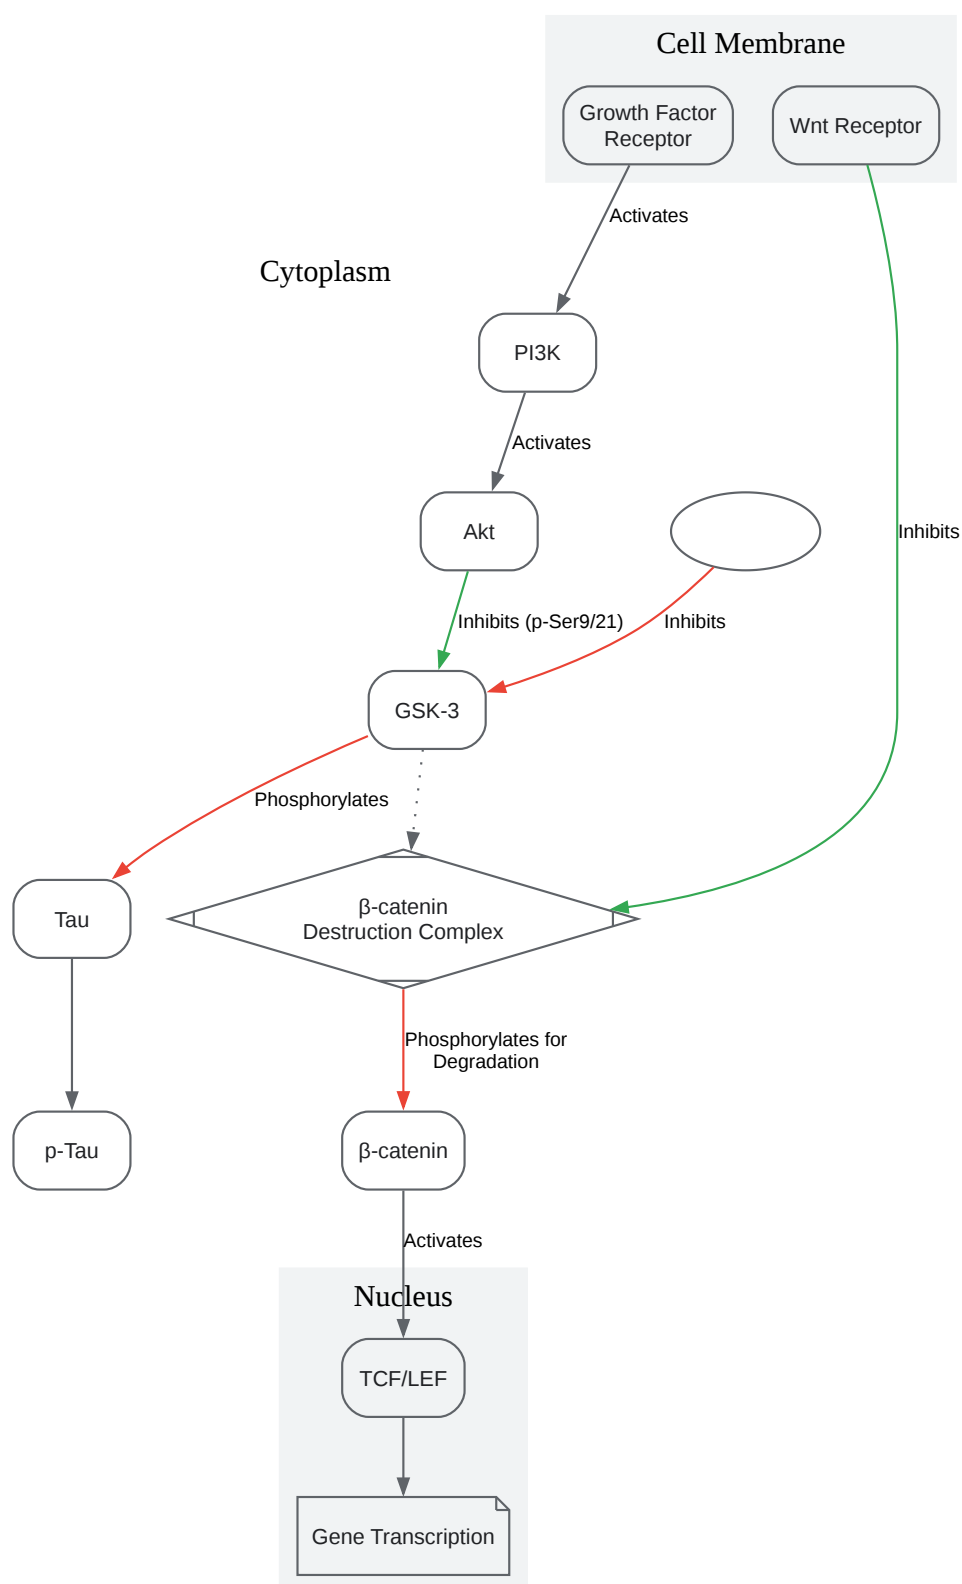 Cell Membrane
Growth Factor
Receptor
Wnt Receptor
Activates
Cytoplasm
PI3K
Activates
Akt
Inhibits
Inhibits (p-Ser9/21)
Inhibits
GSK-3
Phosphorylates
Tau
β-catenin
Destruction Complex
Phosphorylates for
Degradation
p-Tau
β-catenin
Activates
Nucleus
TCF/LEF
Gene Transcription